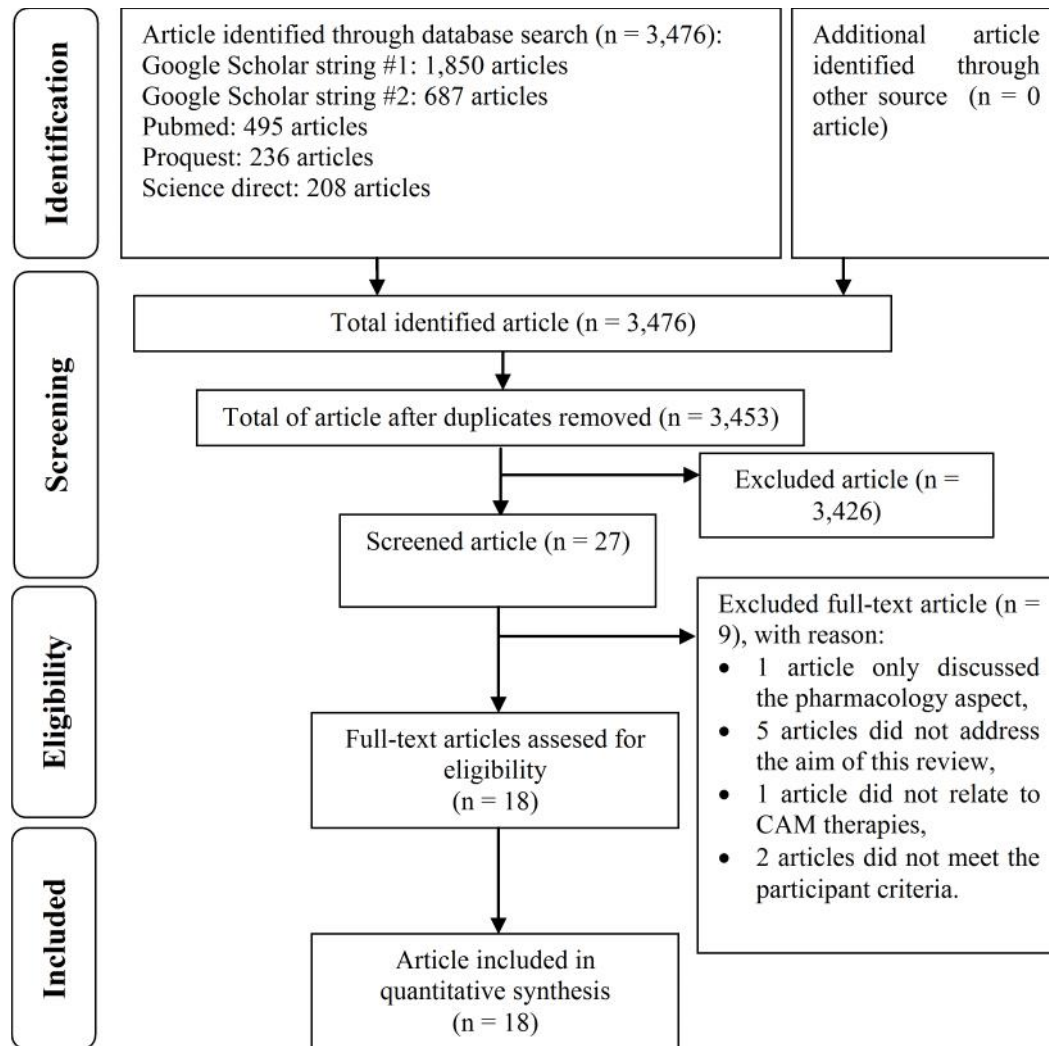 Identification
Article identified through database search (n = 3,476):
Google Scholar string #1: 1,850 articles
Google Scholar string #2: 687 articles
Pubmed: 495 articles
Proquest: 236 articles
Science direct: 208 articles
Additional article
identified through
other source (n = 0
article)
Screening
Total identified article (n = 3,476)
Total of article after duplicates removed (n = 3,453)
Excluded article (n =
3,426)
Screened article (n = 27)
Eligibility
Excluded full-text article (n =
9), with reason:
• 1 article only discussed
the pharmacology aspect,
• 5 articles did not address
the aim of this review,
• 1 article did not relate to
CAM therapies,
• 2 articles did not meet the
participant criteria.
Full-text articles assesed for
eligibility
(n = 18)
Included
Article included in
quantitative synthesis
(n = 18)